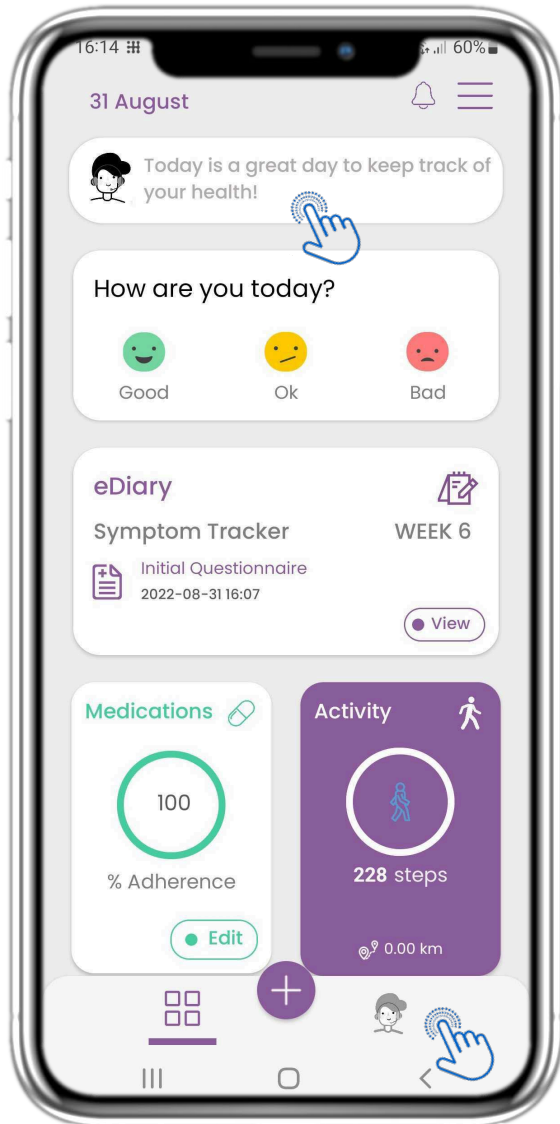 16:14
60%
31 August
Today is a great day to keep track of
your health!
How are you today?
Good
Ok
Bad
eDiary
Symptom Tracker
WEEK 6
Initial Questionnaire
2022-08-31 16:07
View
Medications
Activity
100
% Adherence
228 steps
Edit
0.00 km